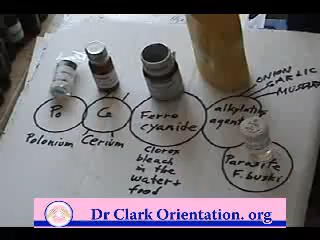 ONION
GARLIC
MUSTARD
Po
Ce
Ferro
cyanide
alkylating
agent
Polonium
Cerium
Clorox
bleach
in the
water+
food
Parasite
F. buski
Dr Clark Orientation. org